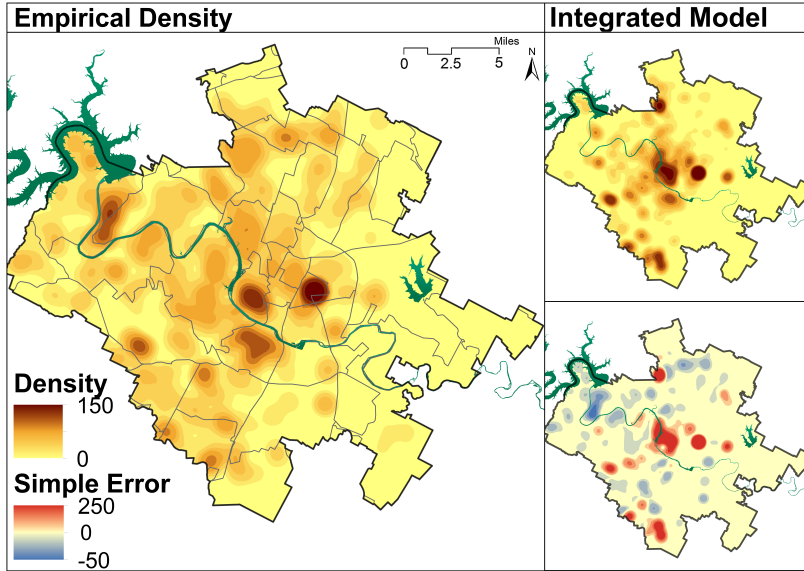 Empirical Density
Integrated Model
Miles
0 2.5 5
N
Density
150
0
Simple Error
250
0
-50